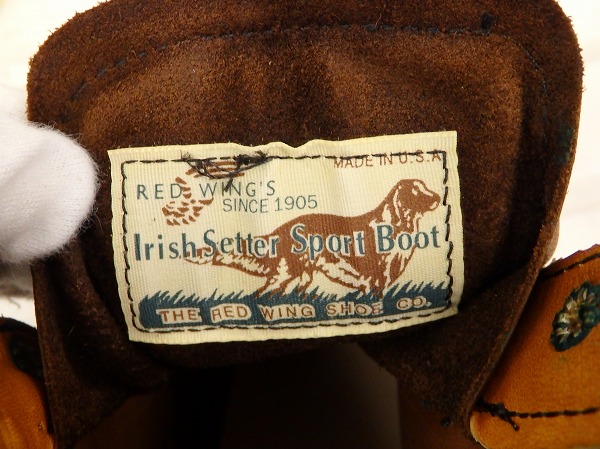 MADE IN U.S.A
RED WING'S
SINCE 1905
Irish Setter Sport Boot
THE RED WING SHOE CO.